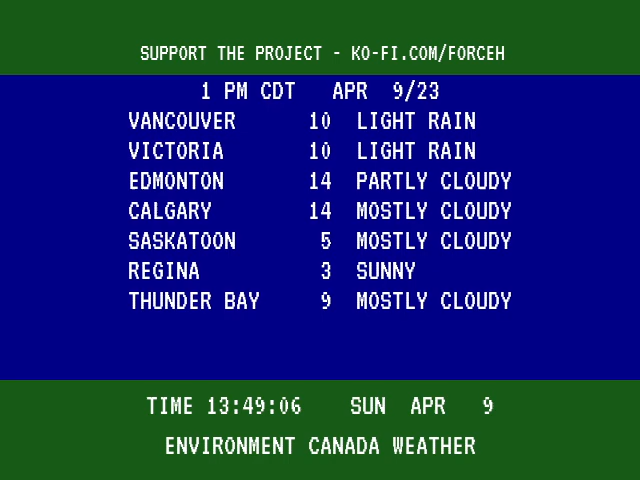 SUPPORT THE PROJECT - KO-FI.COM/FORCEH
1 PM CDT   APR  9/23
VANCOUVER      10  LIGHT RAIN
VICTORIA       10  LIGHT RAIN
EDMONTON       14  PARTLY CLOUDY
CALGARY        14  MOSTLY CLOUDY
SASKATOON       5  MOSTLY CLOUDY
REGINA          3  SUNNY
THUNDER BAY     9  MOSTLY CLOUDY
TIME 13:49:06    SUN  APR   9
ENVIRONMENT CANADA WEATHER